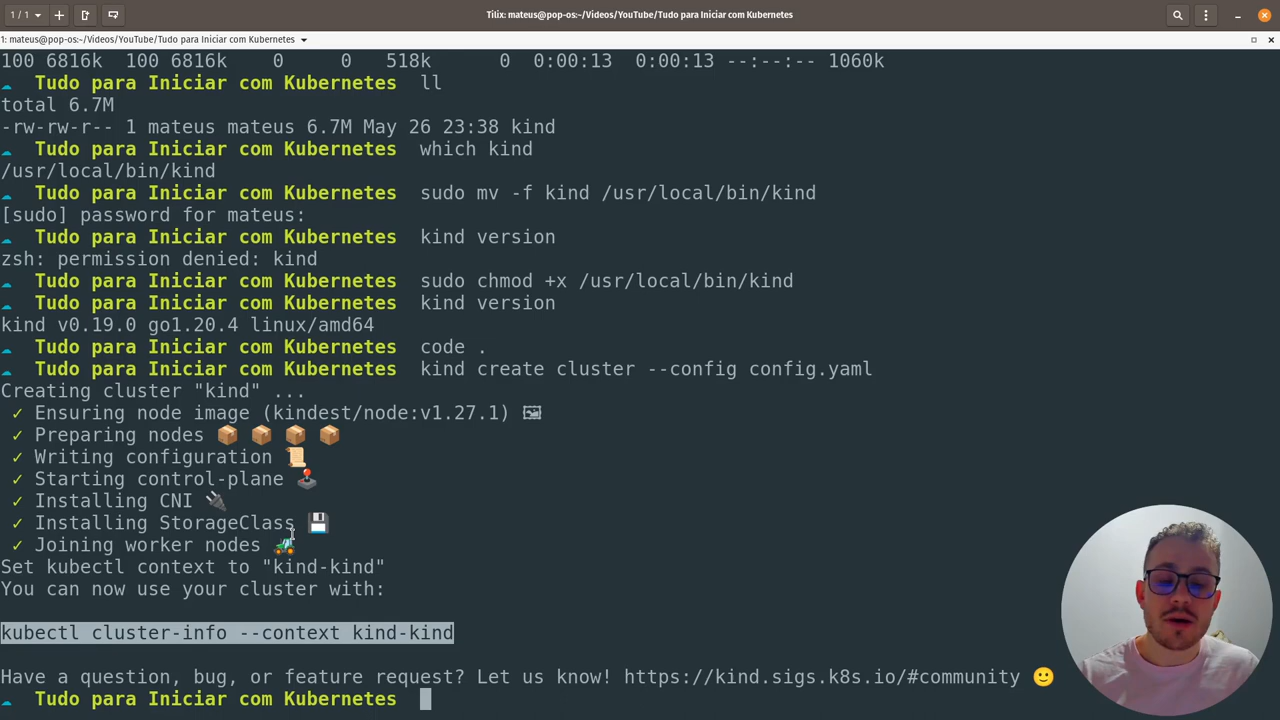 1 / 1
Tilix: mateus@pop-os:~/Videos/YouTube/Tudo para Iniciar com Kubernetes
1: mateus@pop-os:~/Videos/YouTube/Tudo para Iniciar com Kubernetes
100 6816k  100 6816k    0     0   518k      0  0:00:13  0:00:13 --:--:-- 1060k
Tudo para Iniciar com Kubernetes  ll
total 6.7M
-rw-rw-r-- 1 mateus mateus 6.7M May 26 23:38 kind
Tudo para Iniciar com Kubernetes  which kind
/usr/local/bin/kind
Tudo para Iniciar com Kubernetes  sudo mv -f kind /usr/local/bin/kind
[sudo] password for mateus:
Tudo para Iniciar com Kubernetes  kind version
zsh: permission denied: kind
Tudo para Iniciar com Kubernetes  sudo chmod +x /usr/local/bin/kind
Tudo para Iniciar com Kubernetes  kind version
kind v0.19.0 go1.20.4 linux/amd64
Tudo para Iniciar com Kubernetes  code .
Tudo para Iniciar com Kubernetes  kind create cluster --config config.yaml
Creating cluster "kind" ...
✓ Ensuring node image (kindest/node:v1.27.1) 🖼
✓ Preparing nodes 📦 📦 📦 📦
✓ Writing configuration 📜
✓ Starting control-plane 🕹️
✓ Installing CNI 🔌
✓ Installing StorageClass 💾
✓ Joining worker nodes 🚜
Set kubectl context to "kind-kind"
You can now use your cluster with:
kubectl cluster-info --context kind-kind
Have a question, bug, or feature request? Let us know! https://kind.sigs.k8s.io/#community 🙂
Tudo para Iniciar com Kubernetes